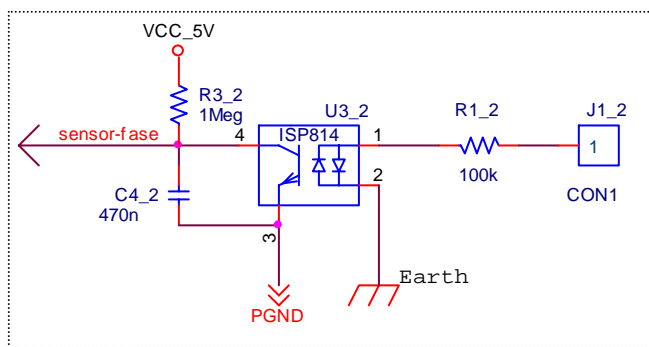 VCC_5V
R3_2
1Meg
U3_2
R1_2
J1_2
sensor-fase
4
ISP814
1
1
2
100k
CON1
C4_2
470n
3
Earth
PGND